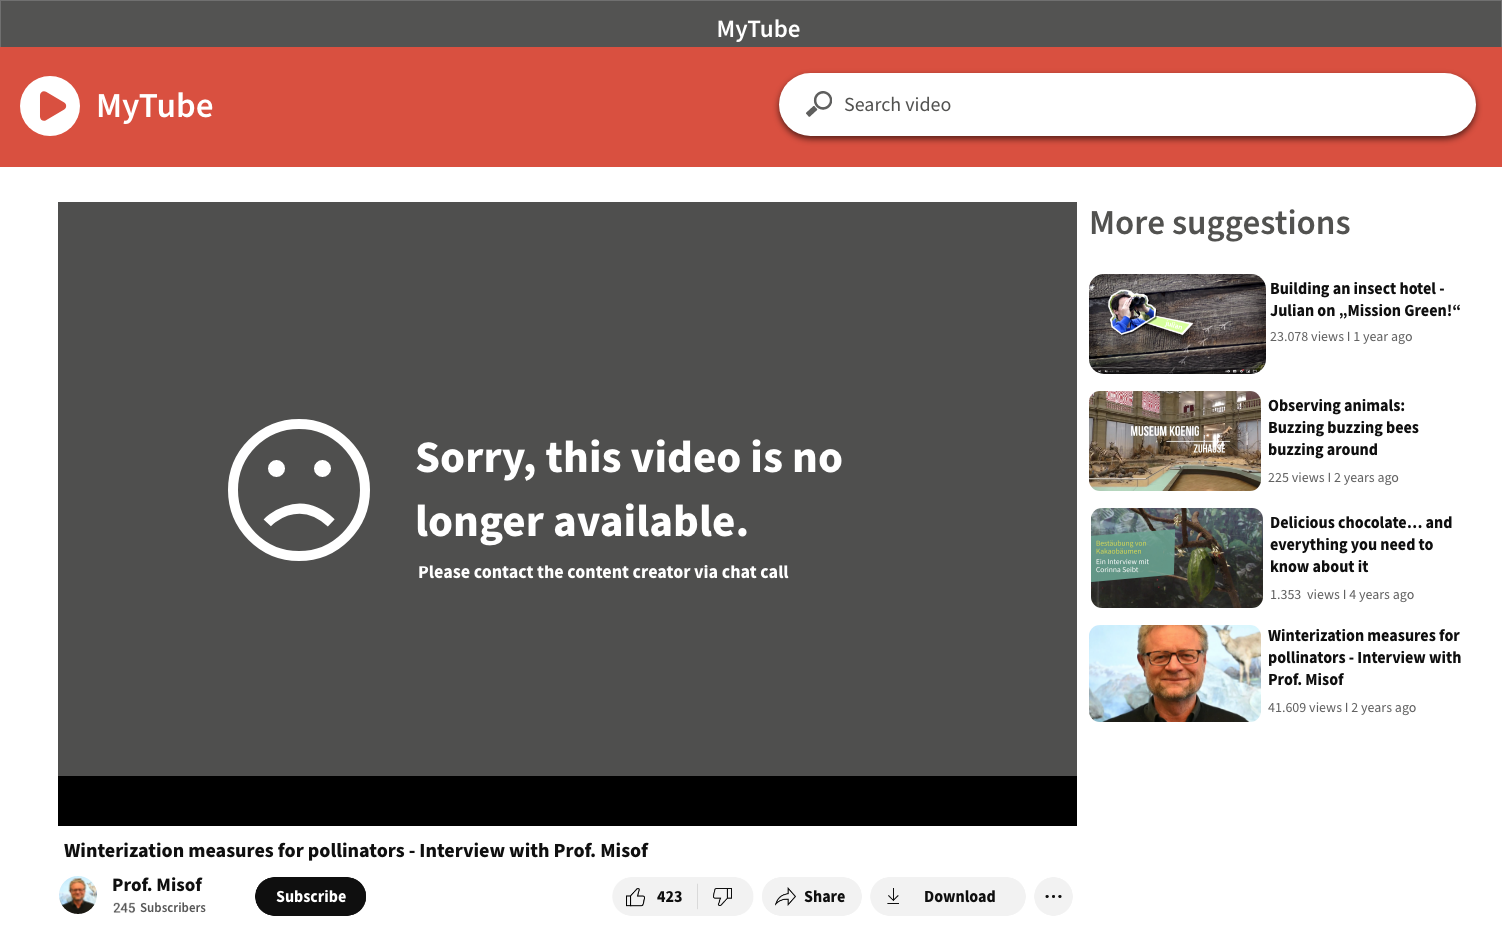 MyTube
MyTube
Search video
Sorry, this video is no
longer available.
Please contact the content creator via chat call
Winterization measures for pollinators - Interview with Prof. Misof
Prof. Misof
245 Subscribers
Subscribe
423
Share
Download
More suggestions
Building an insect hotel -
Julian on „Mission Green!“
23.078 views I 1 year ago
MUSEUM KOENIG
ZUHAUSE
Observing animals:
Buzzing buzzing bees
buzzing around
225 views I 2 years ago
Bestäubung von
Kakaobäumen
Ein Interview mit
Corinna Seibt
Delicious chocolate... and
everything you need to
know about it
1.353 views I 4 years ago
Winterization measures for
pollinators - Interview with
Prof. Misof
41.609 views I 2 years ago